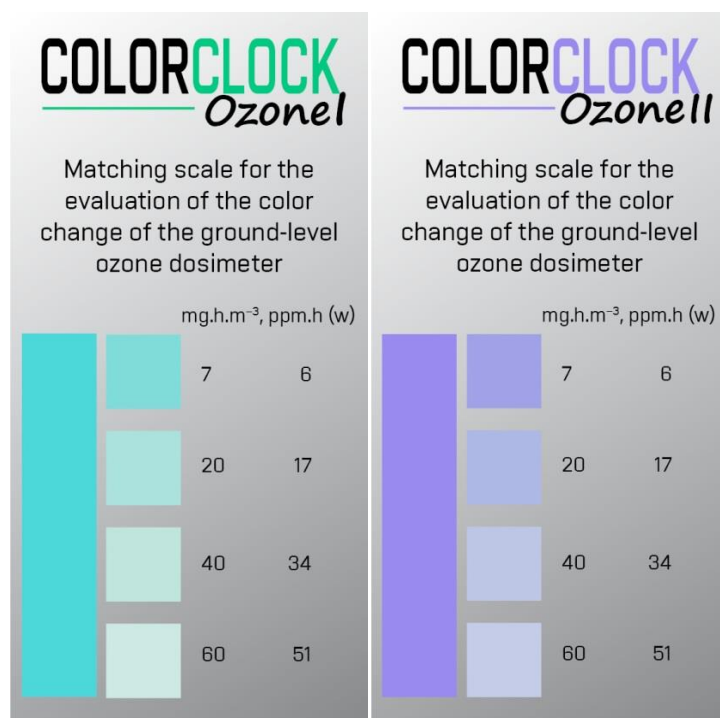 COLORCLOCK
OzoneI
Matching scale for the
evaluation of the color
change of the ground-level
ozone dosimeter
mg.h.m⁻³, ppm.h (w)
7 6
20 17
40 34
60 51
COLORCLOCK
OzoneII
Matching scale for the
evaluation of the color
change of the ground-level
ozone dosimeter
mg.h.m⁻³, ppm.h (w)
7 6
20 17
40 34
60 51